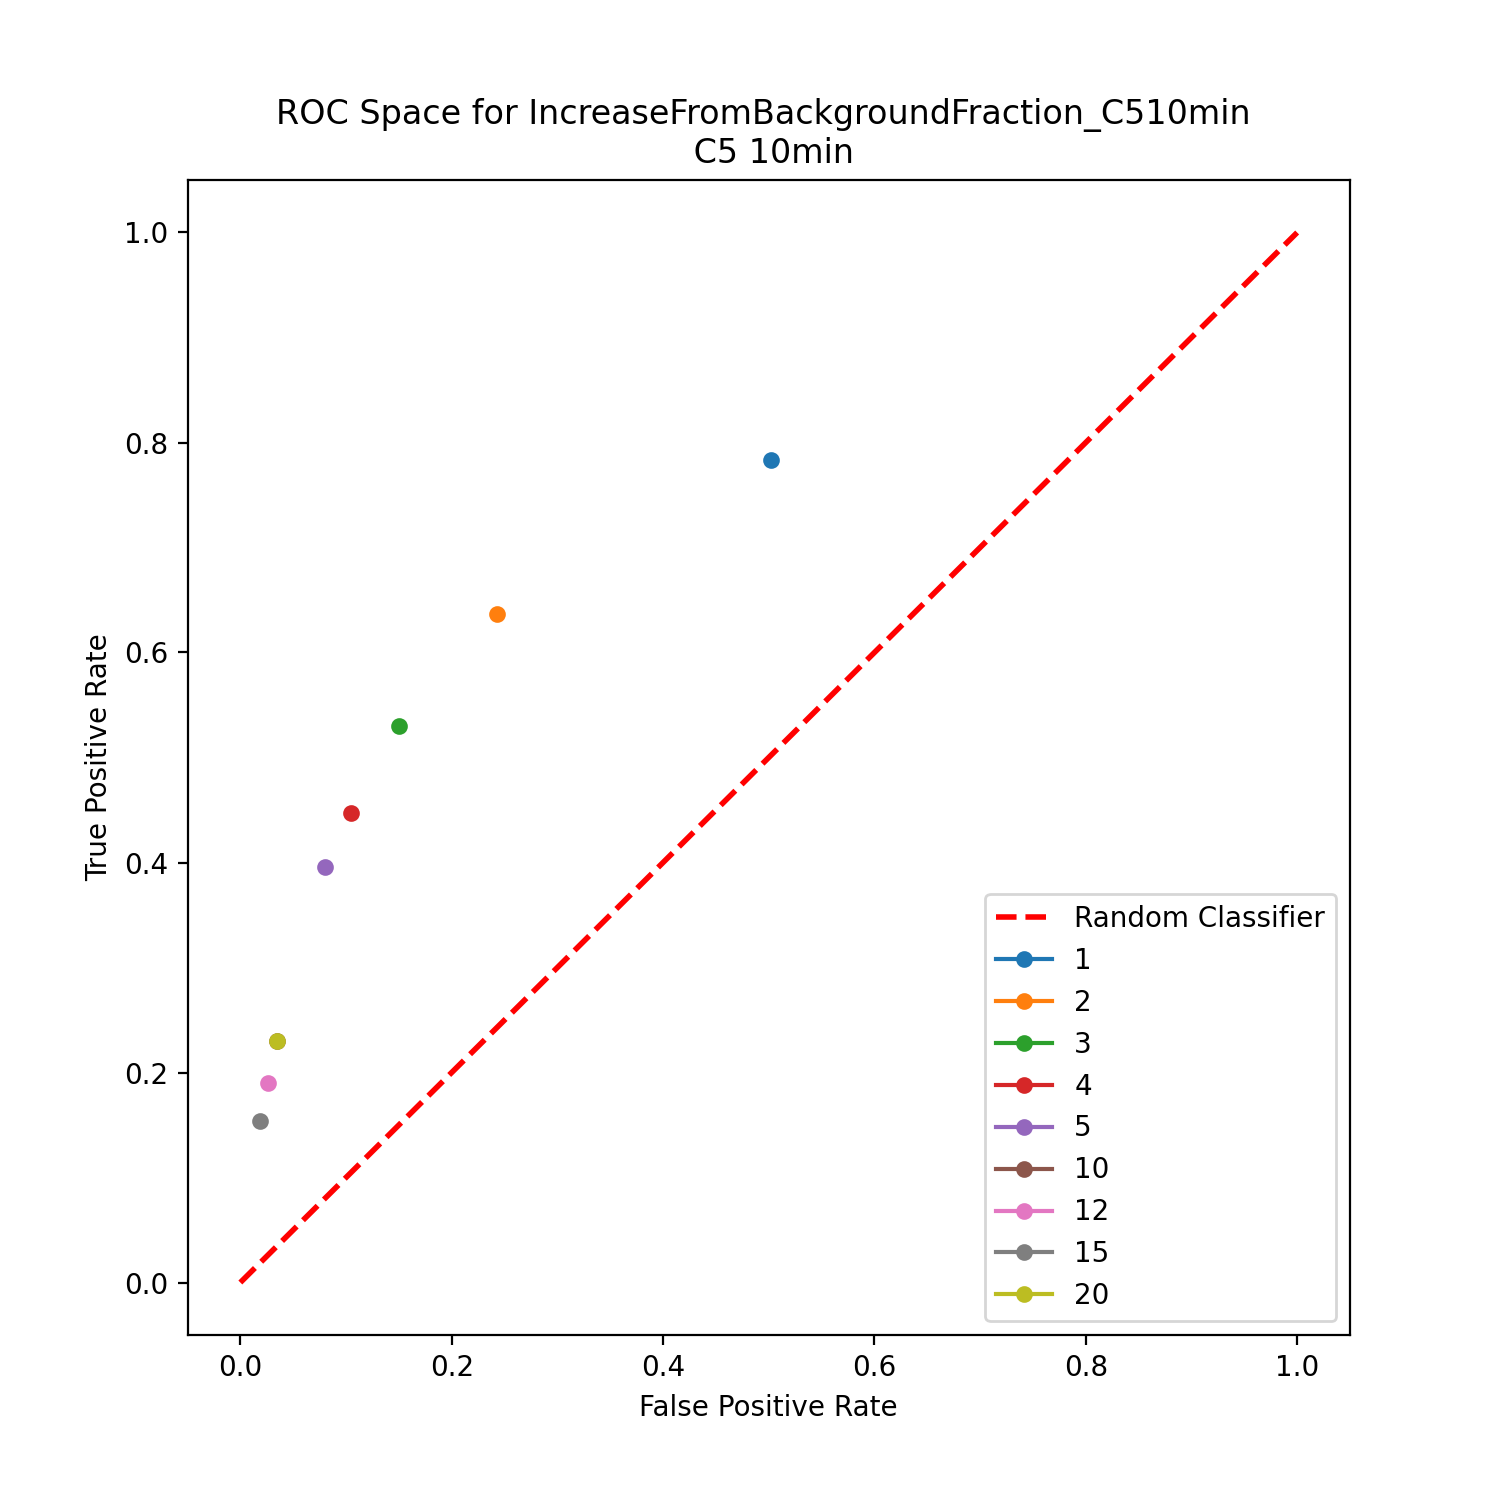 ROC Space for IncreaseFromBackgroundFraction_C510min
C5 10min
True Positive Rate
1.0
0.8
0.6
0.4
0.2
0.0
0.0 0.2 0.4 0.6 0.8 1.0
False Positive Rate
Random Classifier
1
2
3
4
5
10
12
15
20